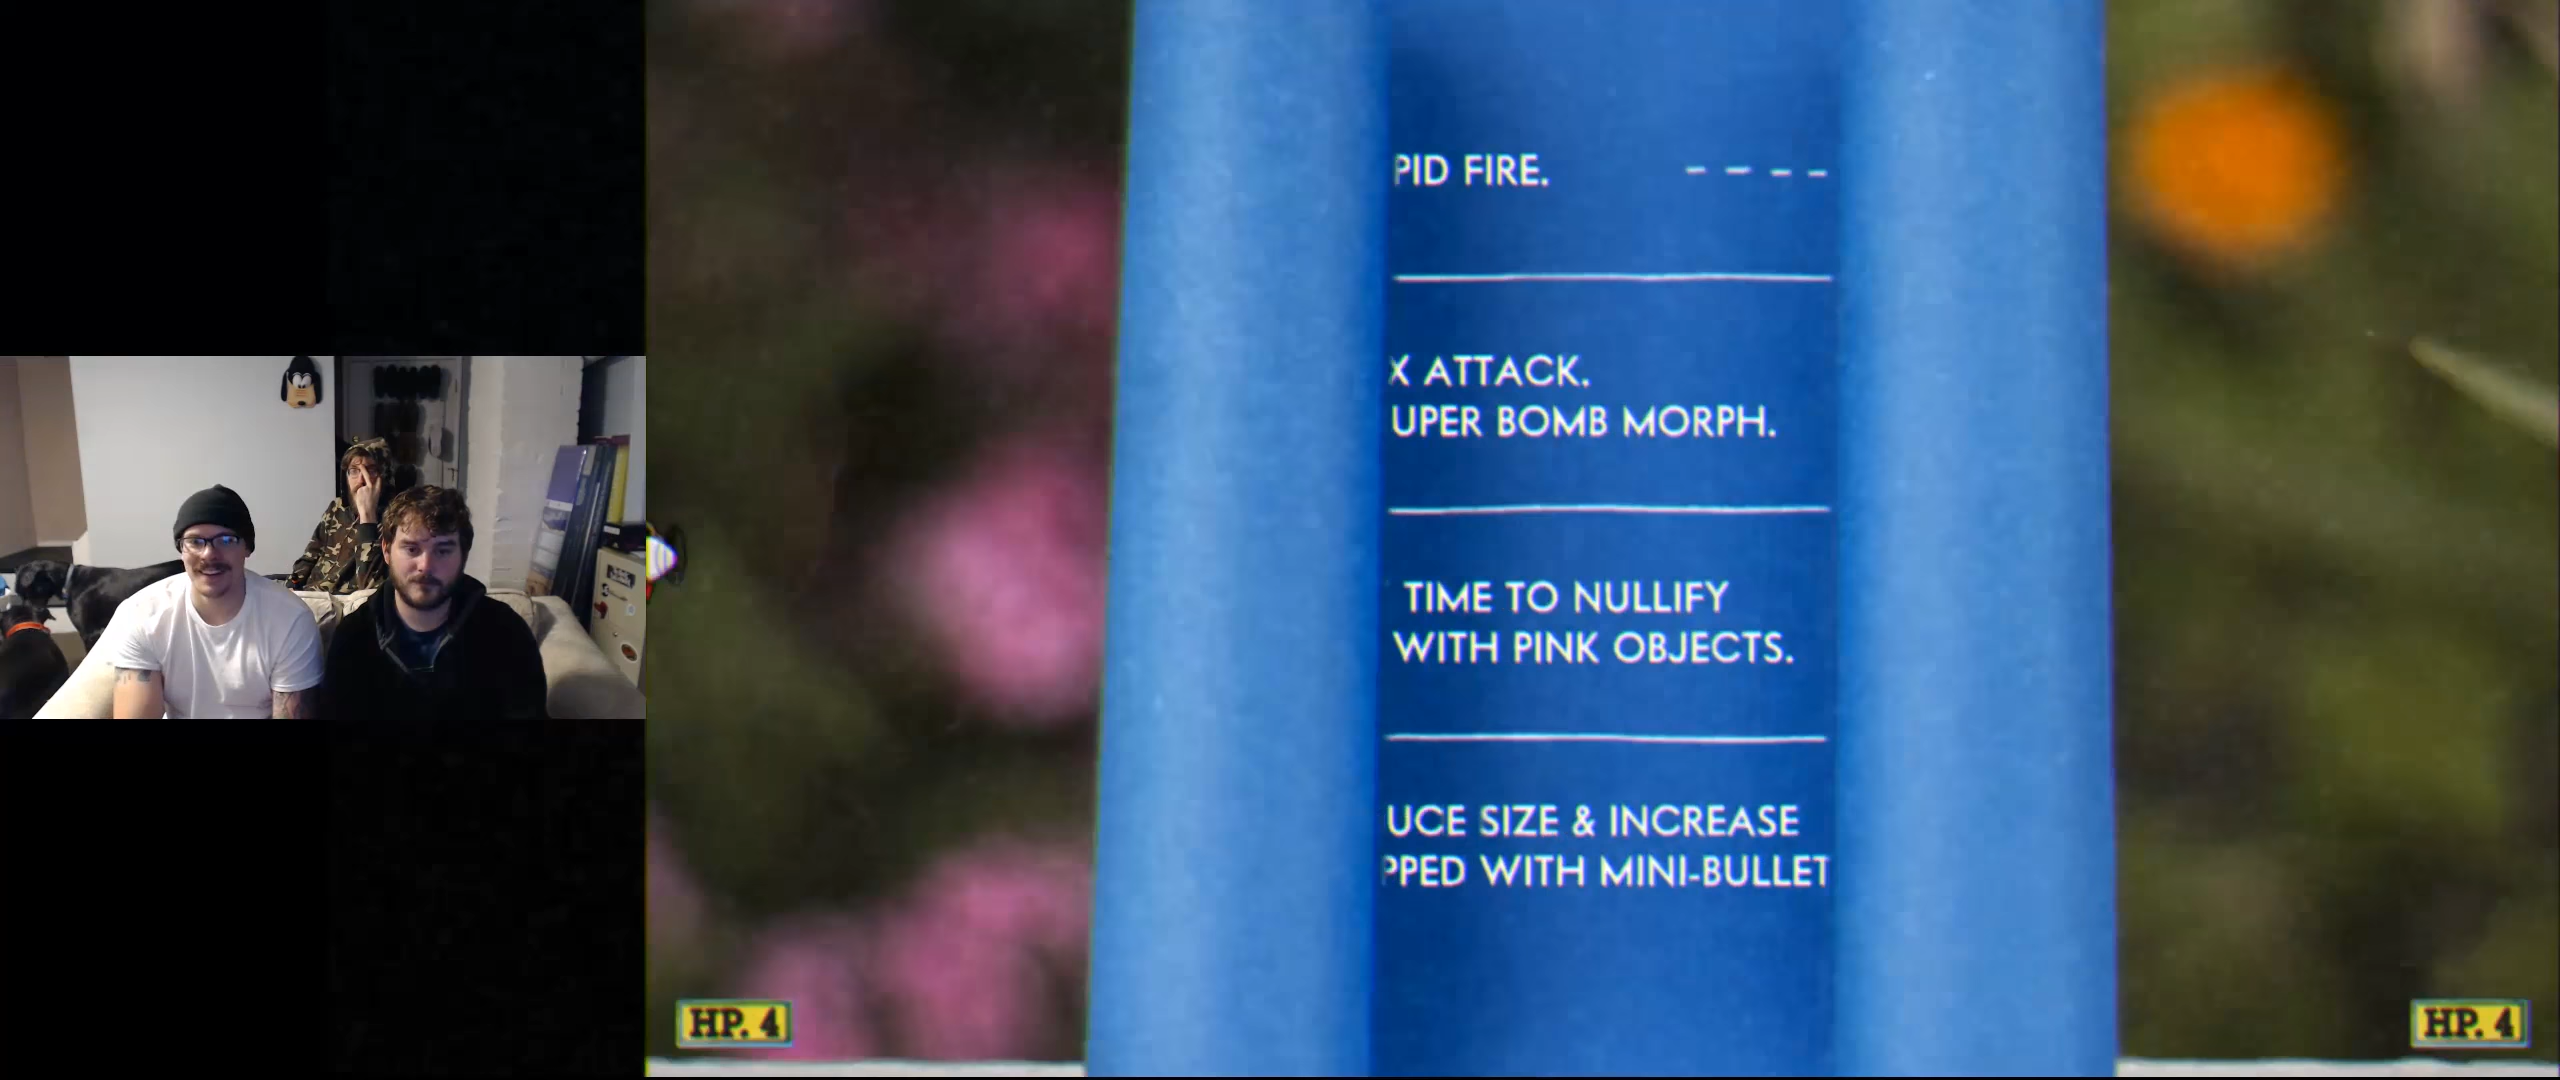 PID FIRE. - - - -
X ATTACK.
UPER BOMB MORPH.
TIME TO NULLIFY
WITH PINK OBJECTS.
UCE SIZE & INCREASE
PPED WITH MINI-BULLET
HP. 4
HP. 4